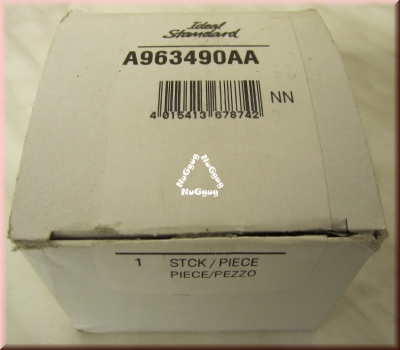 Ideal
Standard
A963490AA
NN
4 015413 678742
NuGgug
NuGgug
NuGgug
1 STCK/PIECE
PIECE/PEZZO